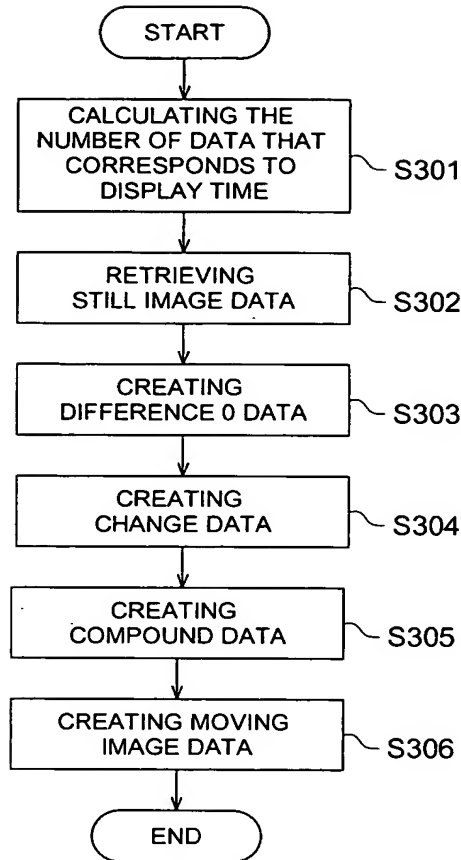 START
CALCULATING THE
NUMBER OF DATA THAT
CORRESPONDS TO
DISPLAY TIME
S301
RETRIEVING
STILL IMAGE DATA
S302
CREATING
DIFFERENCE 0 DATA
S303
CREATING
CHANGE DATA
S304
CREATING
COMPOUND DATA
S305
CREATING MOVING
IMAGE DATA
S306
END